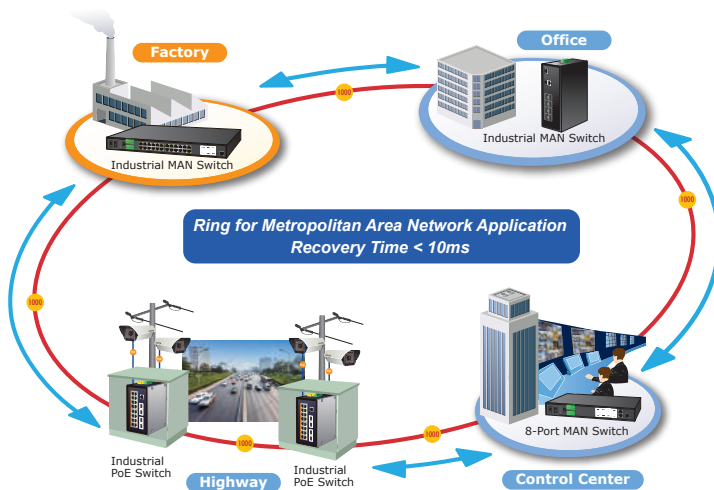 Factory
Office
1000
Industrial MAN Switch
Industrial MAN Switch
1000
Ring for Metropolitan Area Network Application
Recovery Time < 10ms
1000
8-Port MAN Switch
1000
1000
Industrial
PoE Switch
Industrial
PoE Switch
Highway
Control Center